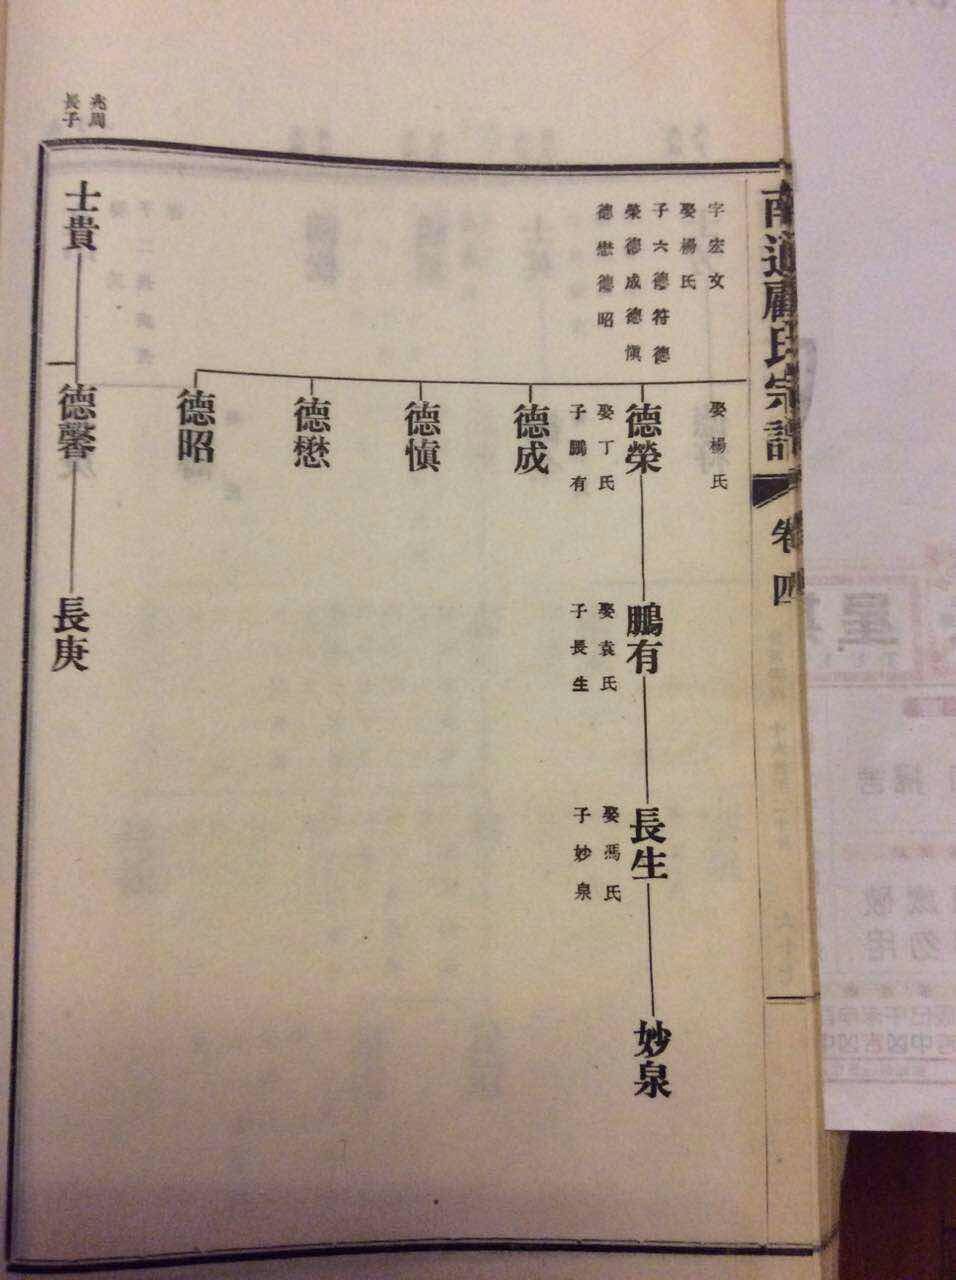 南通顧氏宗譜
卷四
字宏文
娶楊氏
子六德符德
榮德成德愼
德懋德昭
娶楊氏
德榮
娶丁氏
子鵬有
鵬有
娶袁氏
子長生
長生
娶馮氏
子妙泉
妙泉
德成
德愼
德懋
德昭
兆周
長子
士貴
德馨
長庚